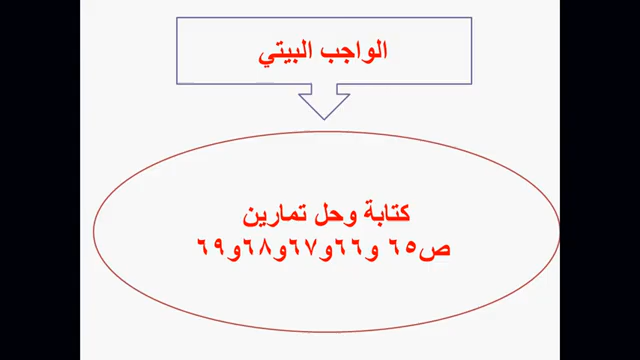 الواجب البيتي
كتابة وحل تمارين
ص٦٥ و٦٦و٦٧و٦٨و٦٩